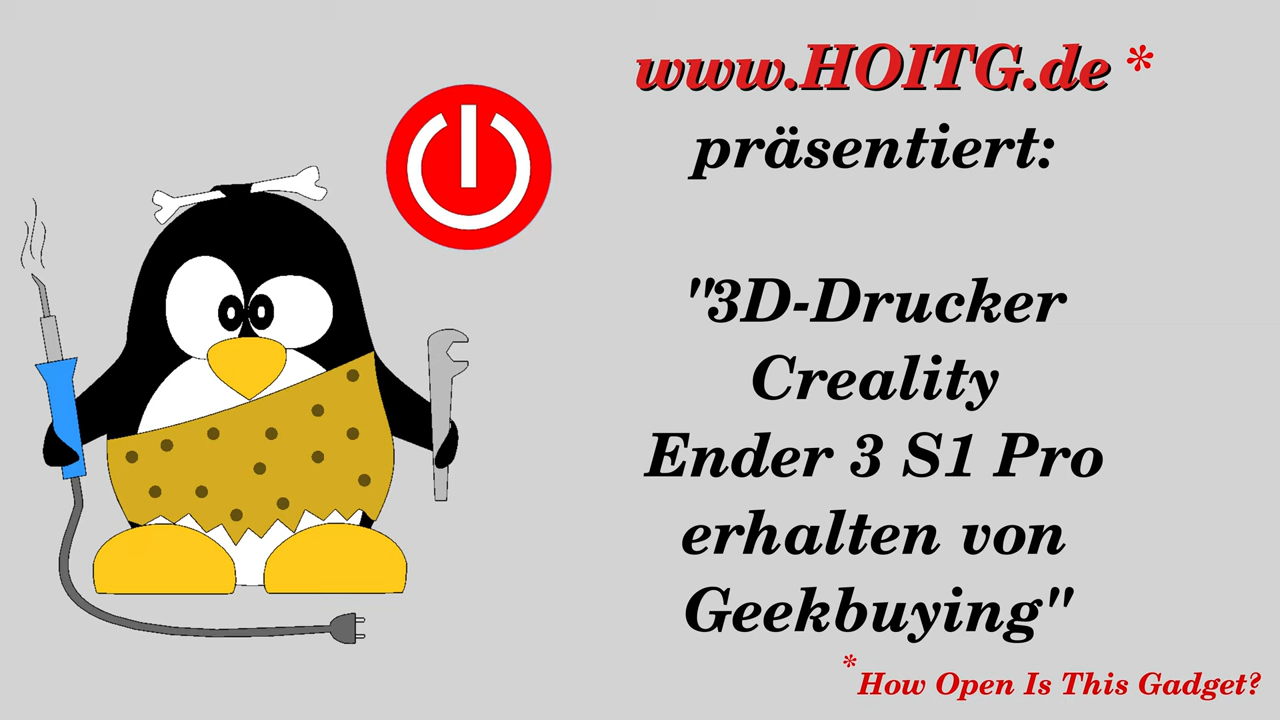 www.HOITG.de *
präsentiert:
"3D-Drucker
Creality
Ender 3 S1 Pro
erhalten von
Geekbuying"
*How Open Is This Gadget?